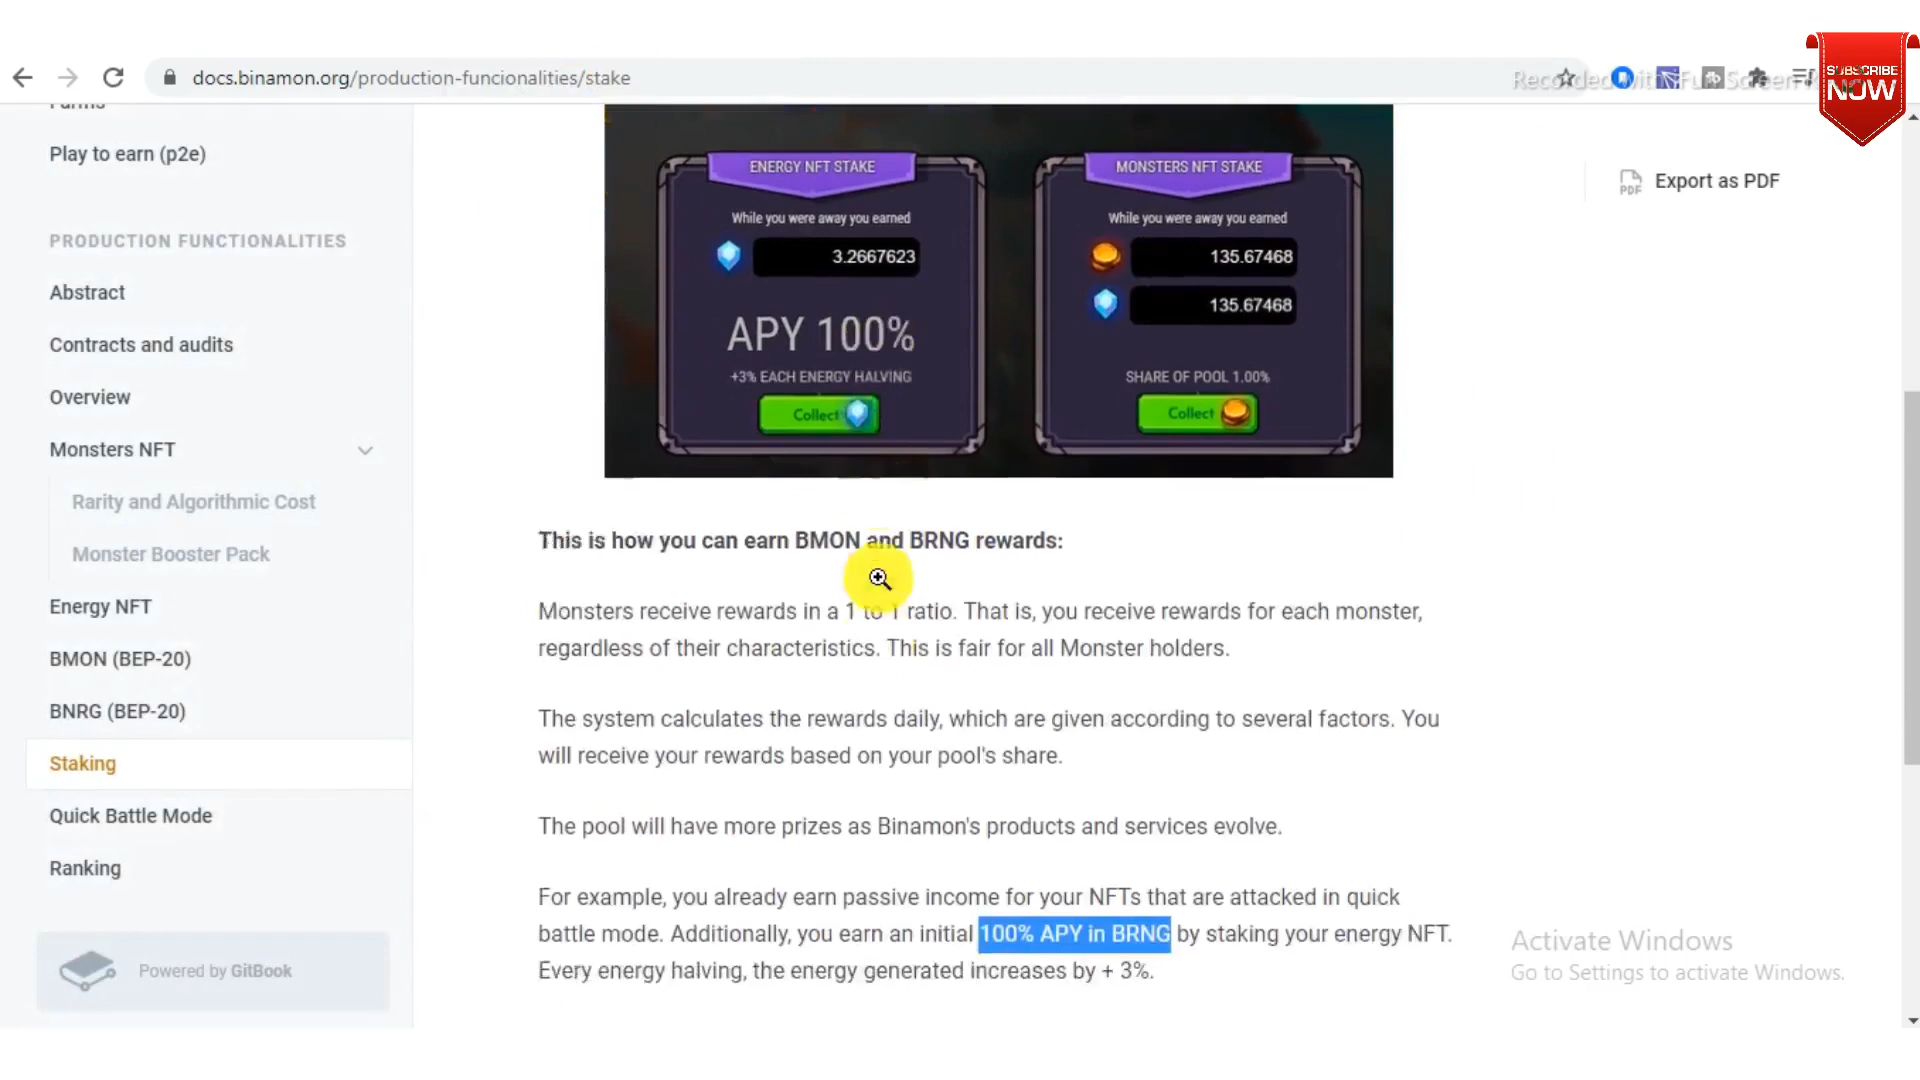 docs.binamon.org/production-funcionalities/stake
SUBSCRIBE
NOW
Farms
Play to earn (p2e)
PRODUCTION FUNCTIONALITIES
Abstract
Contracts and audits
Overview
Monsters NFT
Rarity and Algorithmic Cost
Monster Booster Pack
Energy NFT
BMON (BEP-20)
BNRG (BEP-20)
Staking
Quick Battle Mode
Ranking
Powered by GitBook
ENERGY NFT STAKE
While you were away you earned
3.2667623
APY 100%
+3% EACH ENERGY HALVING
Collect
MONSTERS NFT STAKE
While you were away you earned
135.67468
135.67468
SHARE OF POOL 1.00%
Collect
This is how you can earn BMON and BRNG rewards:
Monsters receive rewards in a 1 to 1 ratio. That is, you receive rewards for each monster,
regardless of their characteristics. This is fair for all Monster holders.
The system calculates the rewards daily, which are given according to several factors. You
will receive your rewards based on your pool's share.
The pool will have more prizes as Binamon's products and services evolve.
For example, you already earn passive income for your NFTs that are attacked in quick
battle mode. Additionally, you earn an initial 100% APY in BRNG by staking your energy NFT.
Every energy halving, the energy generated increases by + 3%.
PDF
Export as PDF
Activate Windows
Go to Settings to activate Windows.